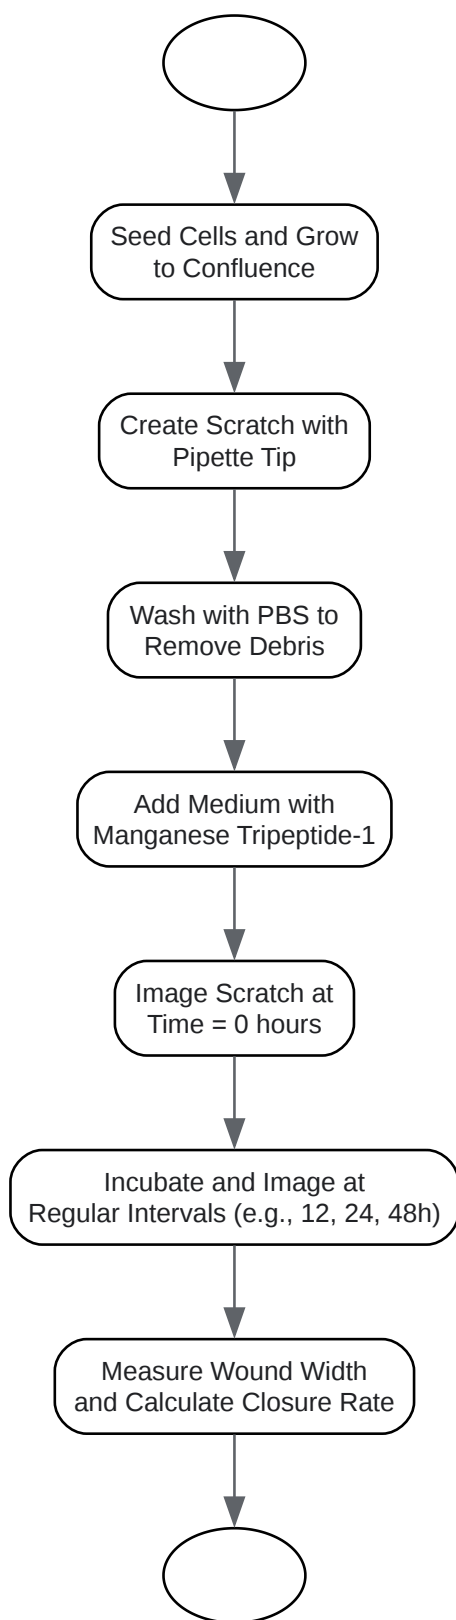 Seed Cells and Grow
to Confluence
Create Scratch with
Pipette Tip
Wash with PBS to
Remove Debris
Add Medium with
Manganese Tripeptide-1
Image Scratch at
Time = 0 hours
Incubate and Image at
Regular Intervals (e.g., 12, 24, 48h)
Measure Wound Width
and Calculate Closure Rate